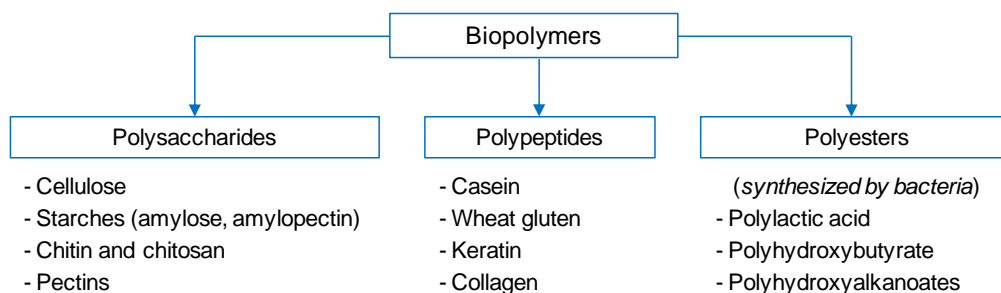 Biopolymers
Polysaccharides
- Cellulose
- Starches (amylose, amylopectin)
- Chitin and chitosan
- Pectins
Polypeptides
- Casein
- Wheat gluten
- Keratin
- Collagen
Polyesters
(synthesized by bacteria)
- Polylactic acid
- Polyhydroxybutyrate
- Polyhydroxyalkanoates